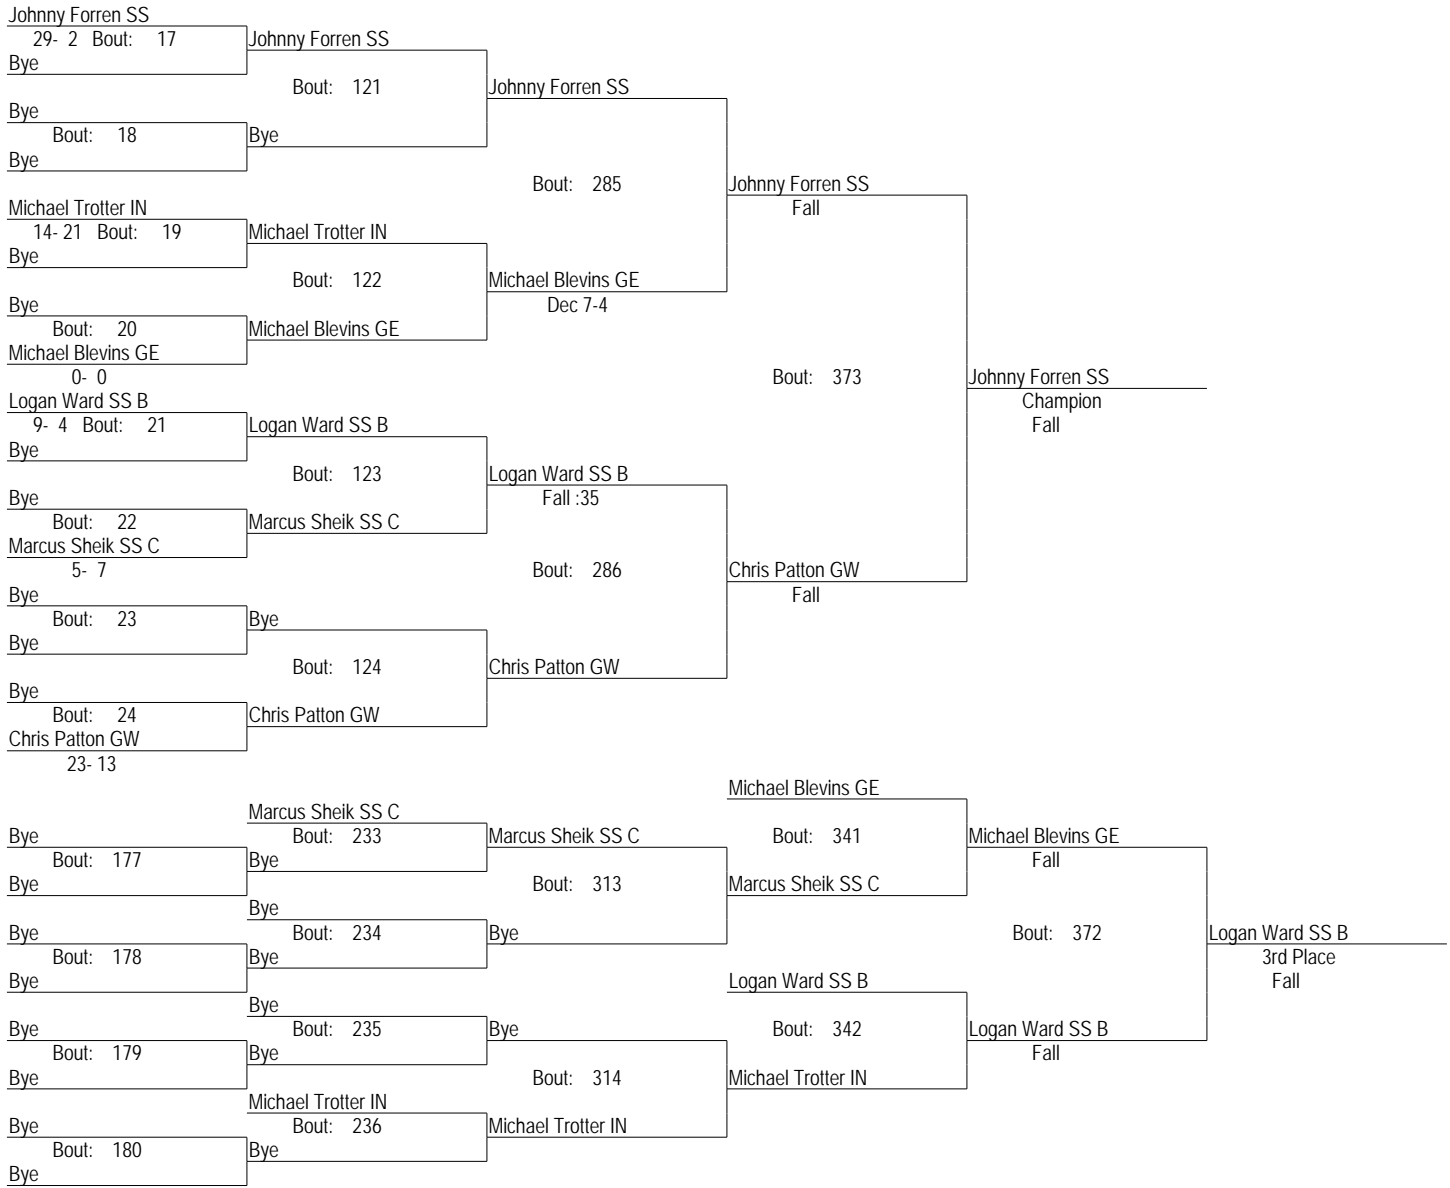 Johnny Forren SS
29- 2 Bout: 17 Johnny Forren SS
Bye
Bout: 121 Johnny Forren SS
Bye
Bout: 18 Bye
Bye
Bout: 285 Johnny Forren SS
Michael Trotter IN Fall
14- 21 Bout: 19 Michael Trotter IN
Bye
Bout: 122 Michael Blevins GE
Bye Dec 7-4
Bout: 20 Michael Blevins GE
Michael Blevins GE
0- 0 Bout: 373 Johnny Forren SS
Logan Ward SS B Champion
9- 4 Bout: 21 Logan Ward SS B Fall
Bye
Bout: 123 Logan Ward SS B
Bye Fall :35
Bout: 22 Marcus Sheik SS C
Marcus Sheik SS C
5- 7 Bout: 286 Chris Patton GW
Bye Fall
Bout: 23 Bye
Bye
Bout: 124 Chris Patton GW
Bye
Bout: 24 Chris Patton GW
Chris Patton GW
23- 13
Michael Blevins GE
Marcus Sheik SS C
Bye Bout: 233 Marcus Sheik SS C Bout: 341 Michael Blevins GE
Bout: 177 Bye Fall
Bye Bout: 313 Marcus Sheik SS C
Bye
Bye Bout: 234 Bye Bout: 372 Logan Ward SS B
Bout: 178 Bye 3rd Place
Bye Logan Ward SS B Fall
Bye
Bye Bout: 235 Bye Bout: 342 Logan Ward SS B
Bout: 179 Bye Fall
Bye Bout: 314 Michael Trotter IN
Michael Trotter IN
Bye Bout: 236 Michael Trotter IN
Bout: 180 Bye
Bye